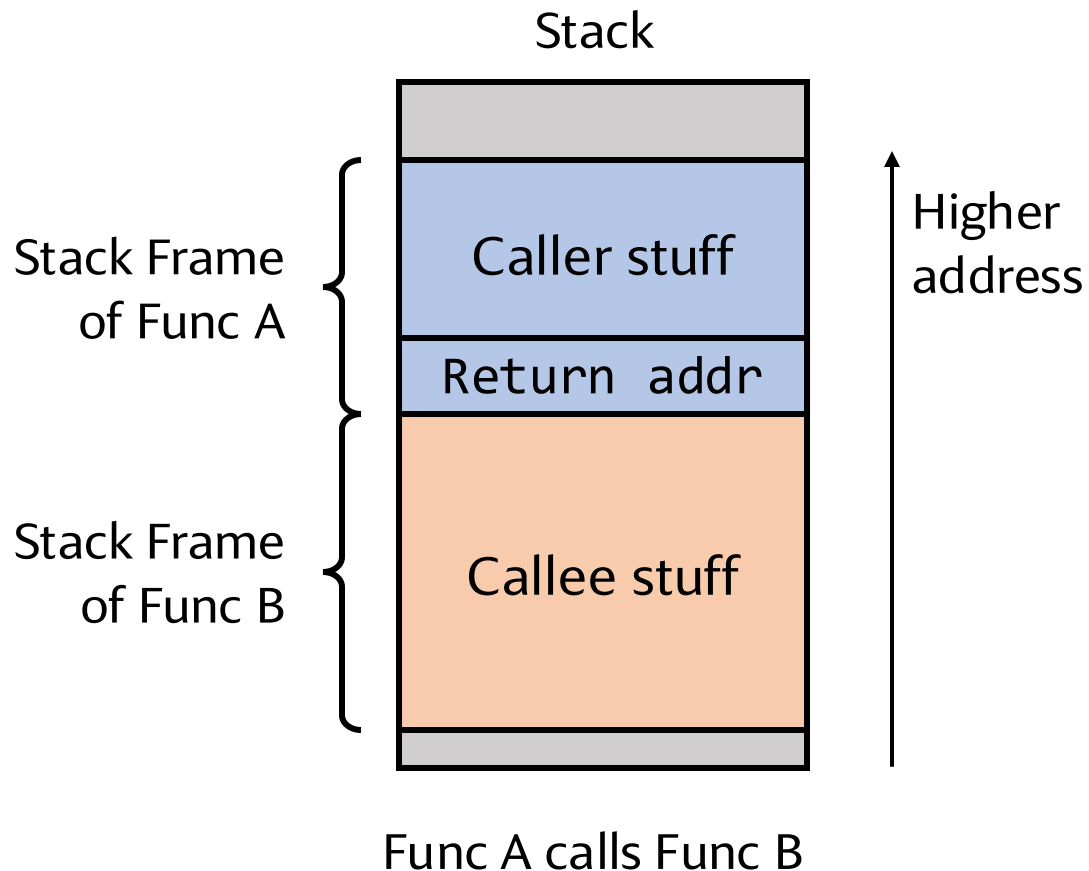 Stack
Stack Frame
of Func A
Caller stuff
Higher
address
Return addr
Stack Frame
of Func B
Callee stuff
Func A calls Func B